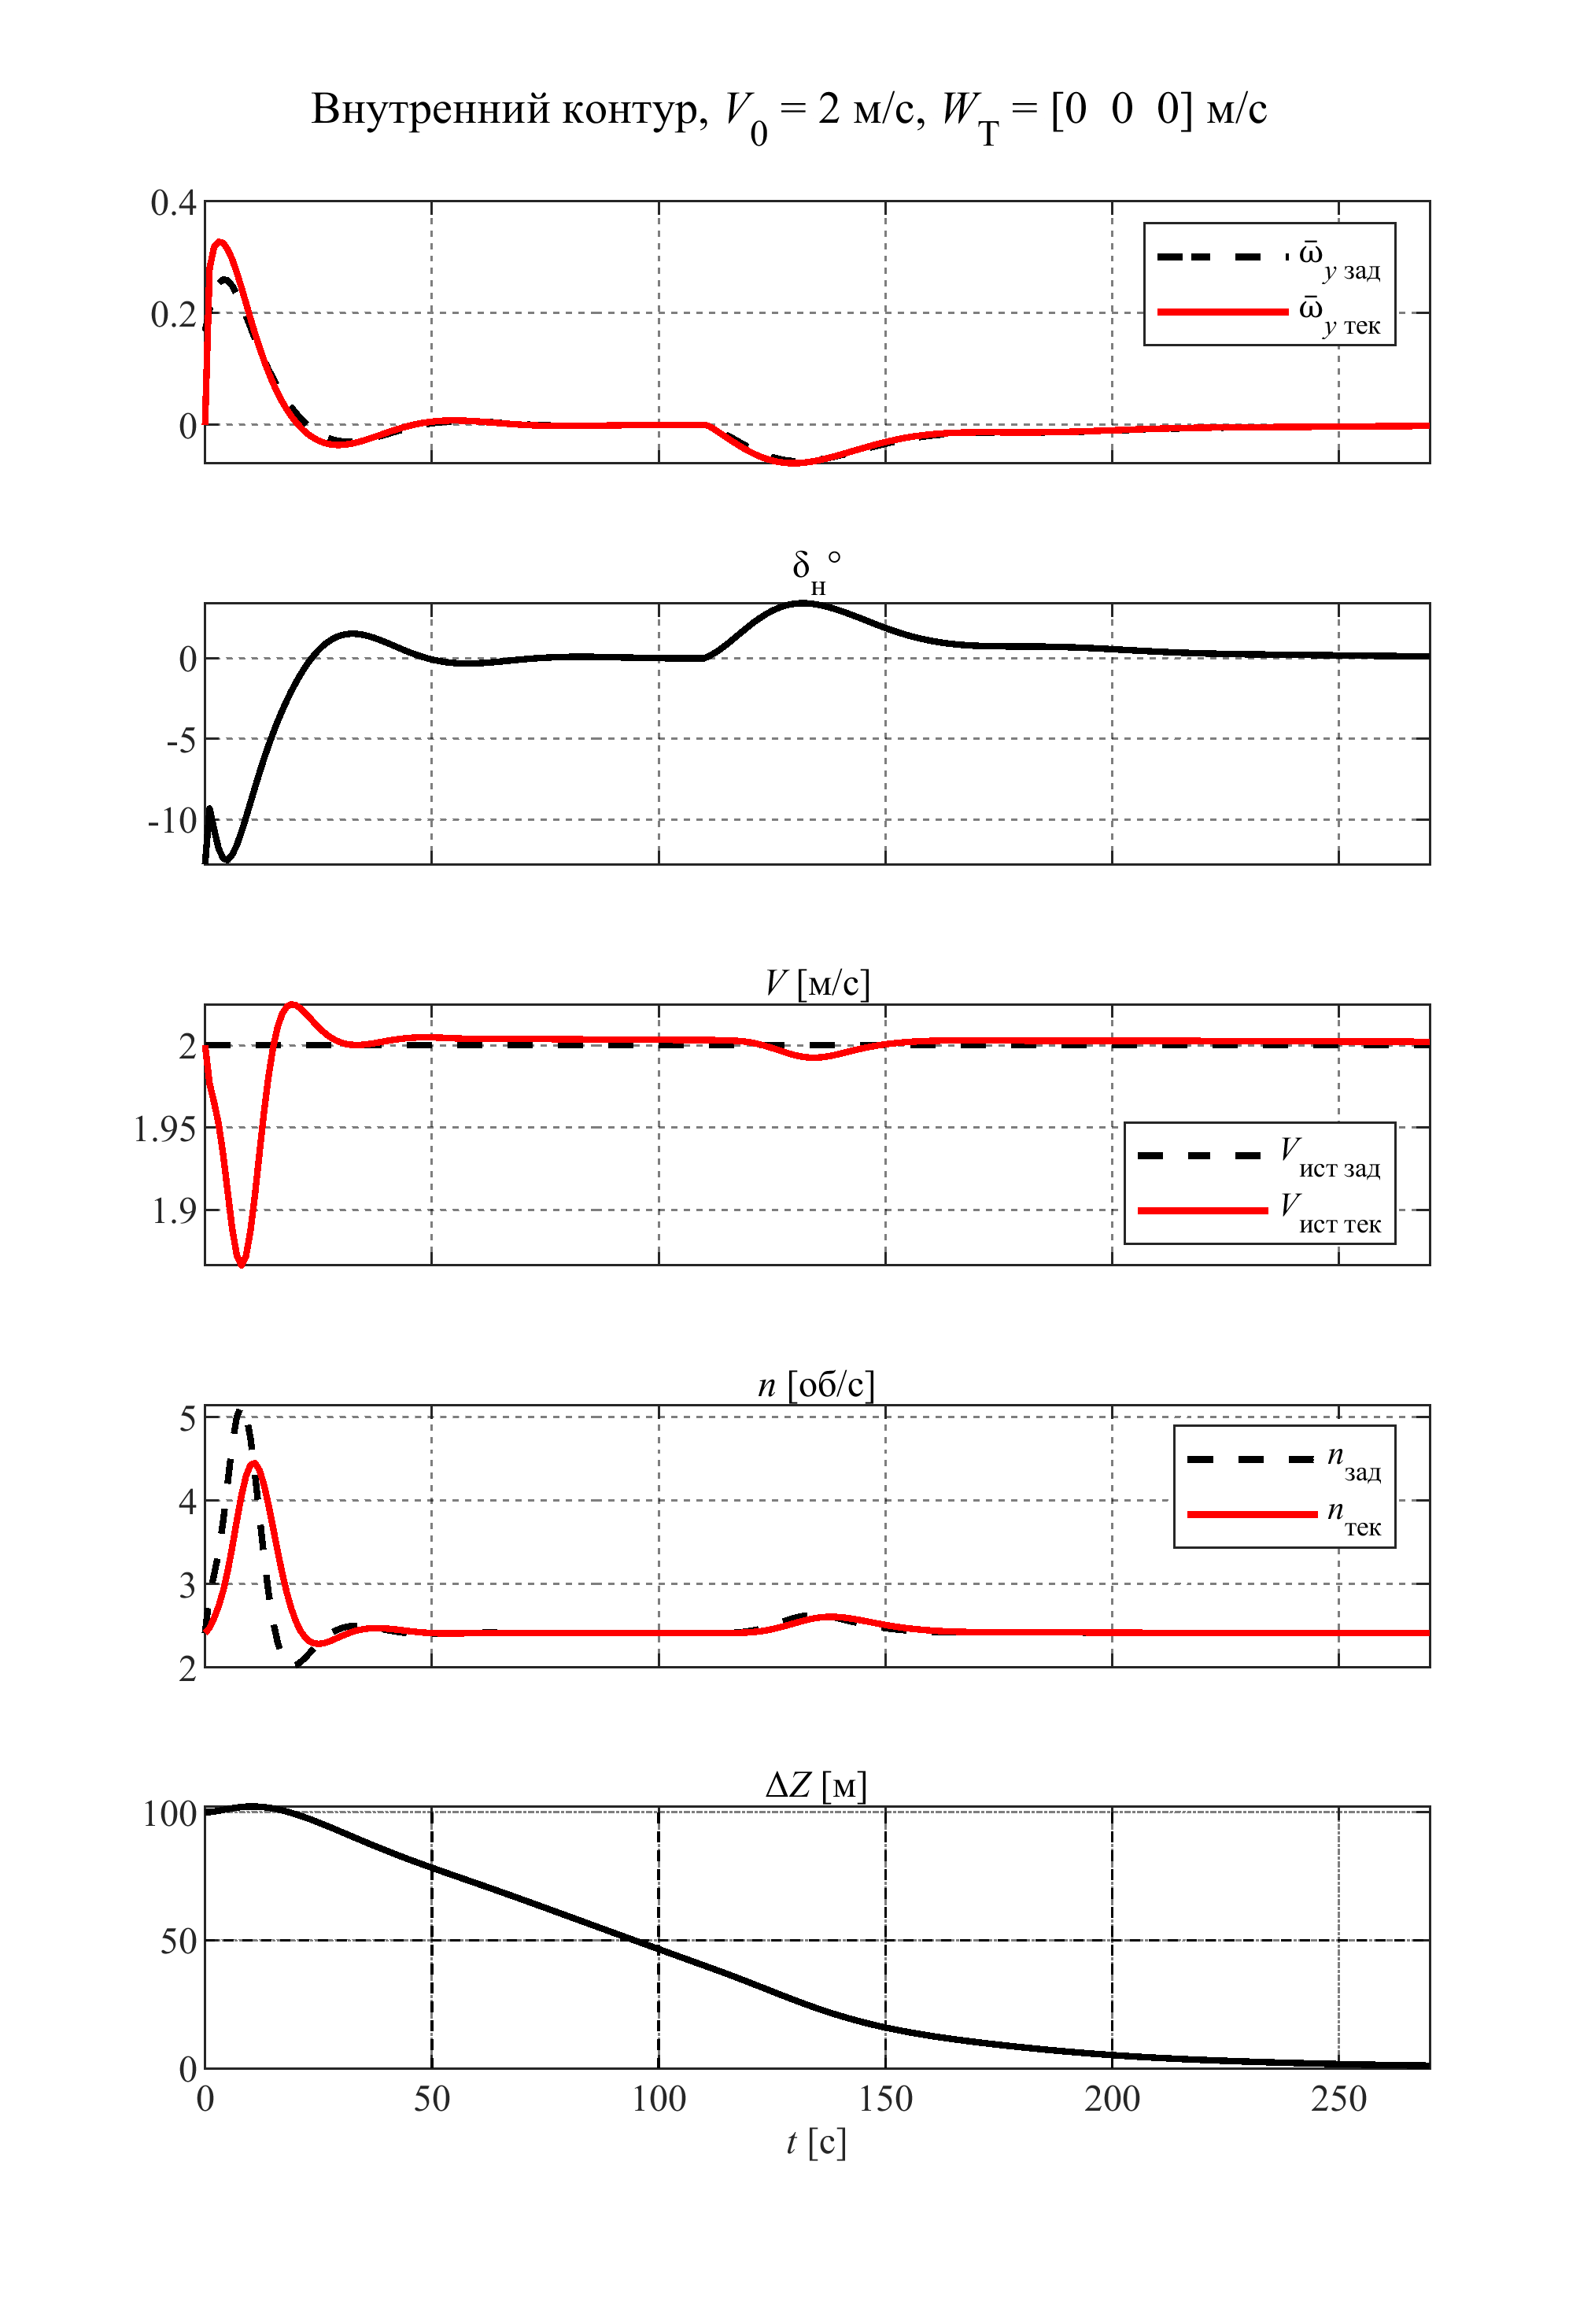 Внутренний контур, V0 = 2 м/с, WТ = [0 0 0] м/с
0.4
0.2
0
ω̄y зад
ω̄y тек
δн°
0
-5
-10
V [м/с]
2
1.95
1.9
Vист зад
Vист тек
n [об/с]
5
4
3
2
nзад
nтек
ΔZ [м]
100
50
0
0 50 100 150 200 250
t [с]